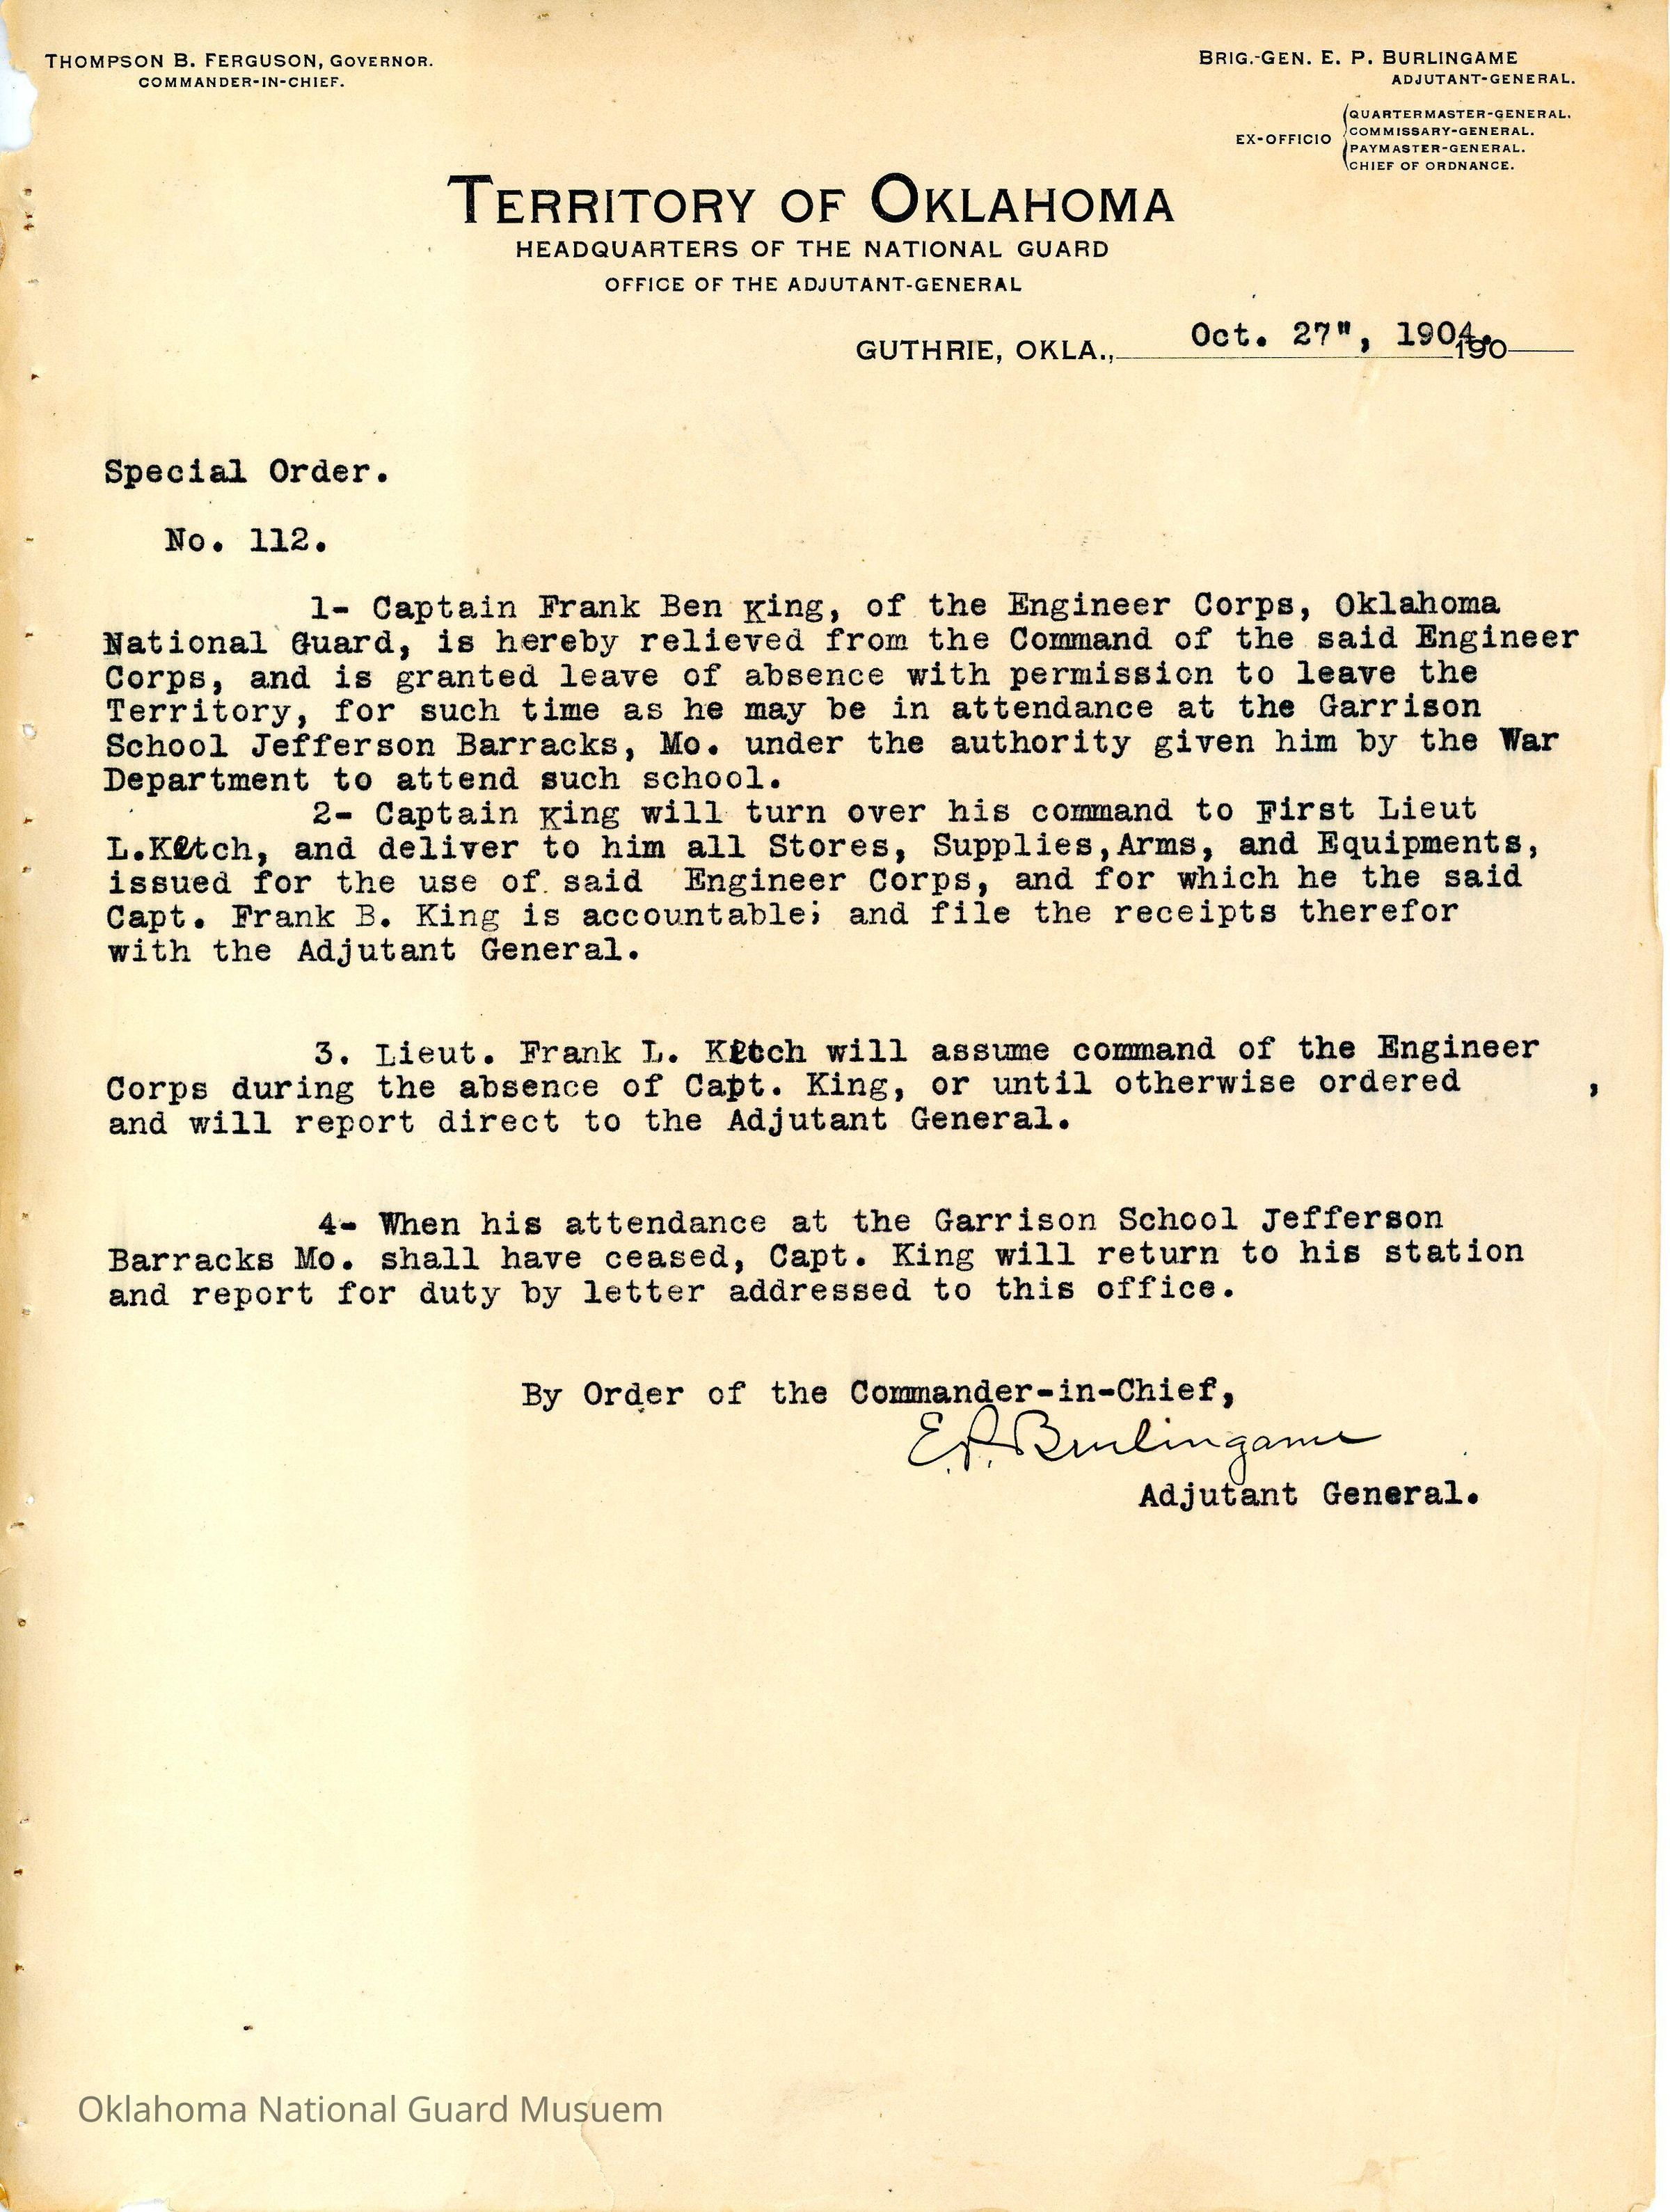 THOMPSON B. FERGUSON, GOVERNOR.
COMMANDER-IN-CHIEF.
BRIG.-GEN. E. P. BURLINGAME
ADJUTANT-GENERAL.
EX-OFFICIO
QUARTERMASTER-GENERAL.
COMMISSARY-GENERAL.
PAYMASTER-GENERAL.
CHIEF OF ORDNANCE.
TERRITORY OF OKLAHOMA
HEADQUARTERS OF THE NATIONAL GUARD
OFFICE OF THE ADJUTANT-GENERAL
GUTHRIE, OKLA., Oct. 27", 1904. 190
Special Order.
No. 112.
1- Captain Frank Ben King, of the Engineer Corps, Oklahoma
National Guard, is hereby relieved from the Command of the said Engineer
Corps, and is granted leave of absence with permission to leave the
Territory, for such time as he may be in attendance at the Garrison
School Jefferson Barracks, Mo. under the authority given him by the War
Department to attend such school.
2- Captain King will turn over his command to First Lieut
L.Ketch, and deliver to him all Stores, Supplies,Arms, and Equipments,
issued for the use of said Engineer Corps, and for which he the said
Capt. Frank B. King is accountable; and file the receipts therefor
with the Adjutant General.
3. Lieut. Frank L. Ketch will assume command of the Engineer
Corps during the absence of Capt. King, or until otherwise ordered ,
and will report direct to the Adjutant General.
4- When his attendance at the Garrison School Jefferson
Barracks Mo. shall have ceased, Capt. King will return to his station
and report for duty by letter addressed to this office.
By Order of the Commander-in-Chief,
E.P. Burlingame
Adjutant General.
Oklahoma National Guard Musuem